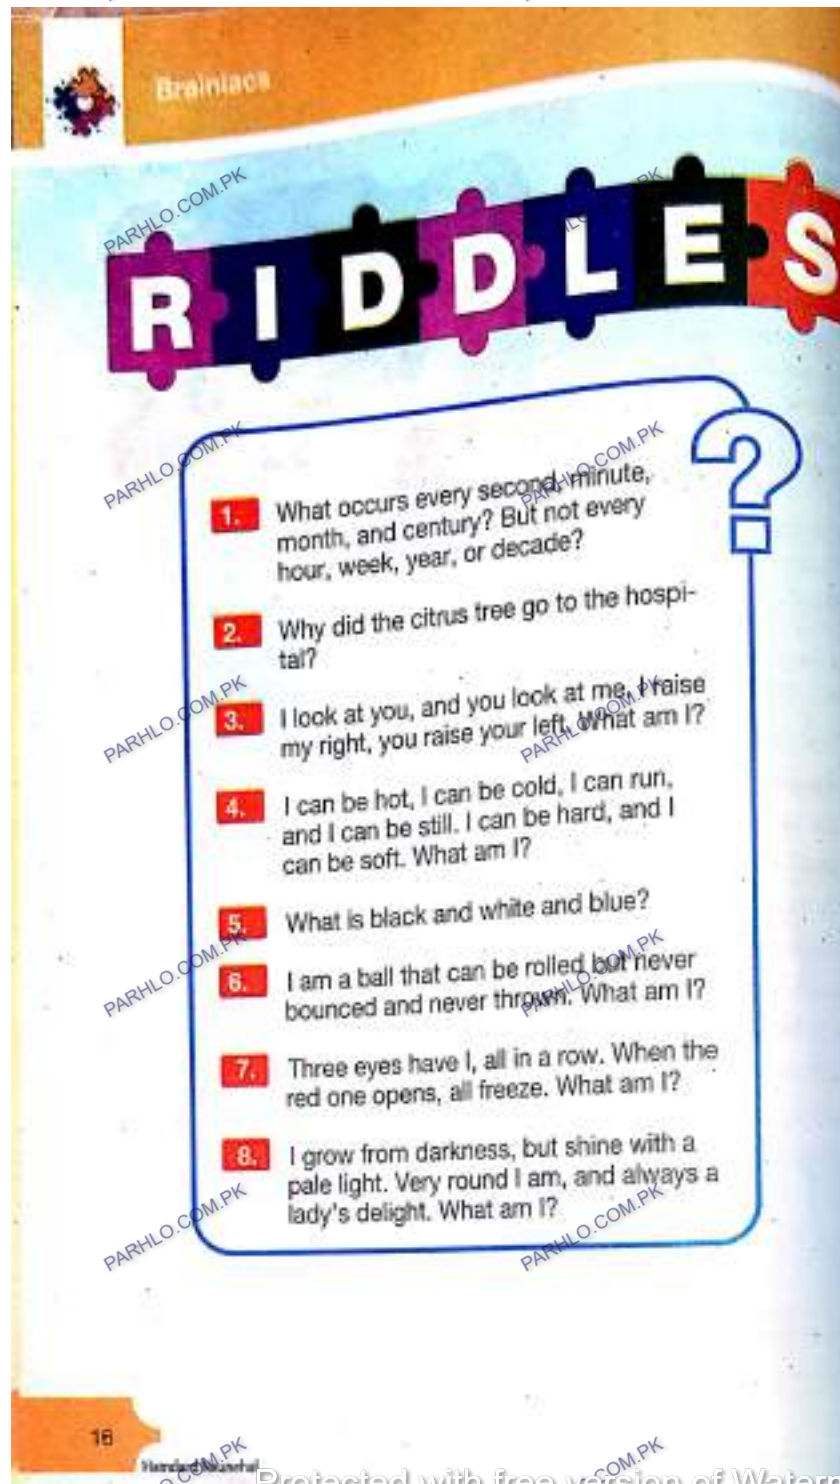 Brainiacs
RIDDLES
?
1. What occurs every second, minute,
month, and century? But not every
hour, week, year, or decade?
2. Why did the citrus tree go to the hospi-
tal?
3. I look at you, and you look at me, I raise
my right, you raise your left. What am I?
4. I can be hot, I can be cold, I can run,
and I can be still. I can be hard, and I
can be soft. What am I?
5. What is black and white and blue?
6. I am a ball that can be rolled but never
bounced and never thrown. What am I?
7. Three eyes have I, all in a row. When the
red one opens, all freeze. What am I?
8. I grow from darkness, but shine with a
pale light. Very round I am, and always a
lady's delight. What am I?
16
Hamdard Naunehal
PARHLO.COM.PK
Protected with free version of Watern